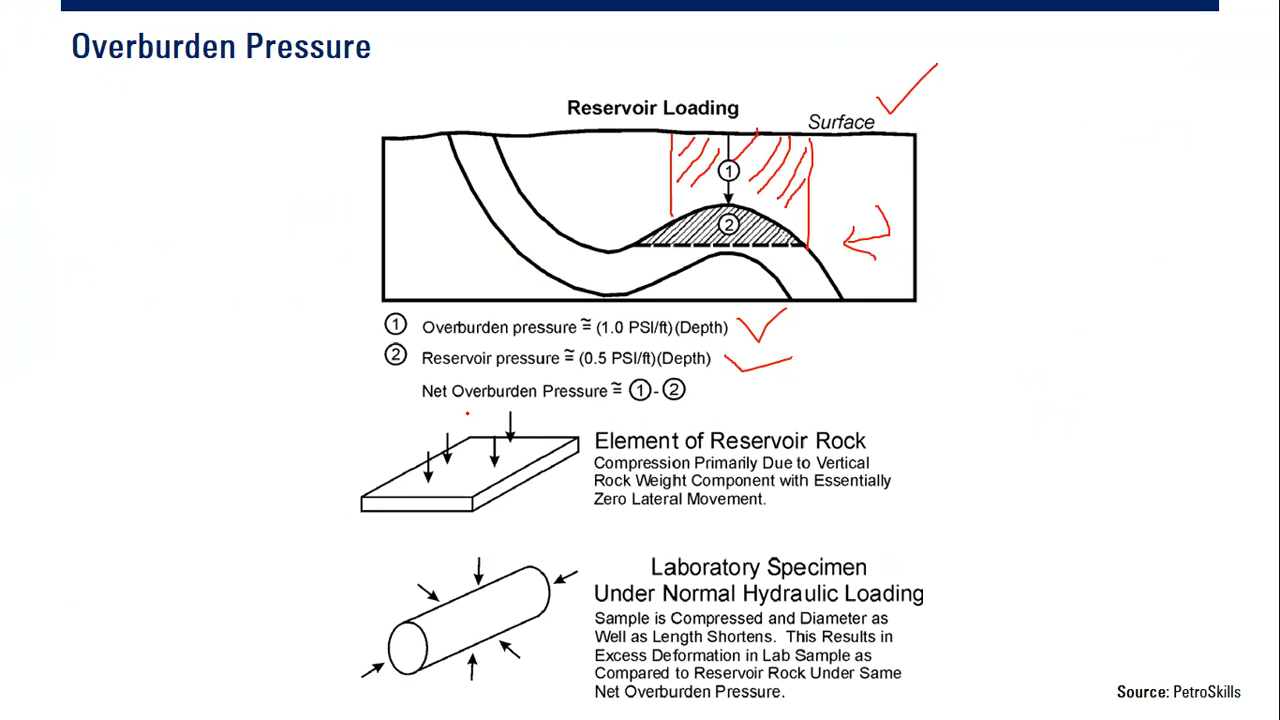 Overburden Pressure
Reservoir Loading
Surface
1
2
1 Overburden pressure ≅ (1.0 PSI/ft)(Depth)
2 Reservoir pressure ≅ (0.5 PSI/ft)(Depth)
Net Overburden Pressure ≅ 1 - 2
Element of Reservoir Rock
Compression Primarily Due to Vertical
Rock Weight Component with Essentially
Zero Lateral Movement.
Laboratory Specimen
Under Normal Hydraulic Loading
Sample is Compressed and Diameter as
Well as Length Shortens. This Results in
Excess Deformation in Lab Sample as
Compared to Reservoir Rock Under Same
Net Overburden Pressure.
Source: PetroSkills